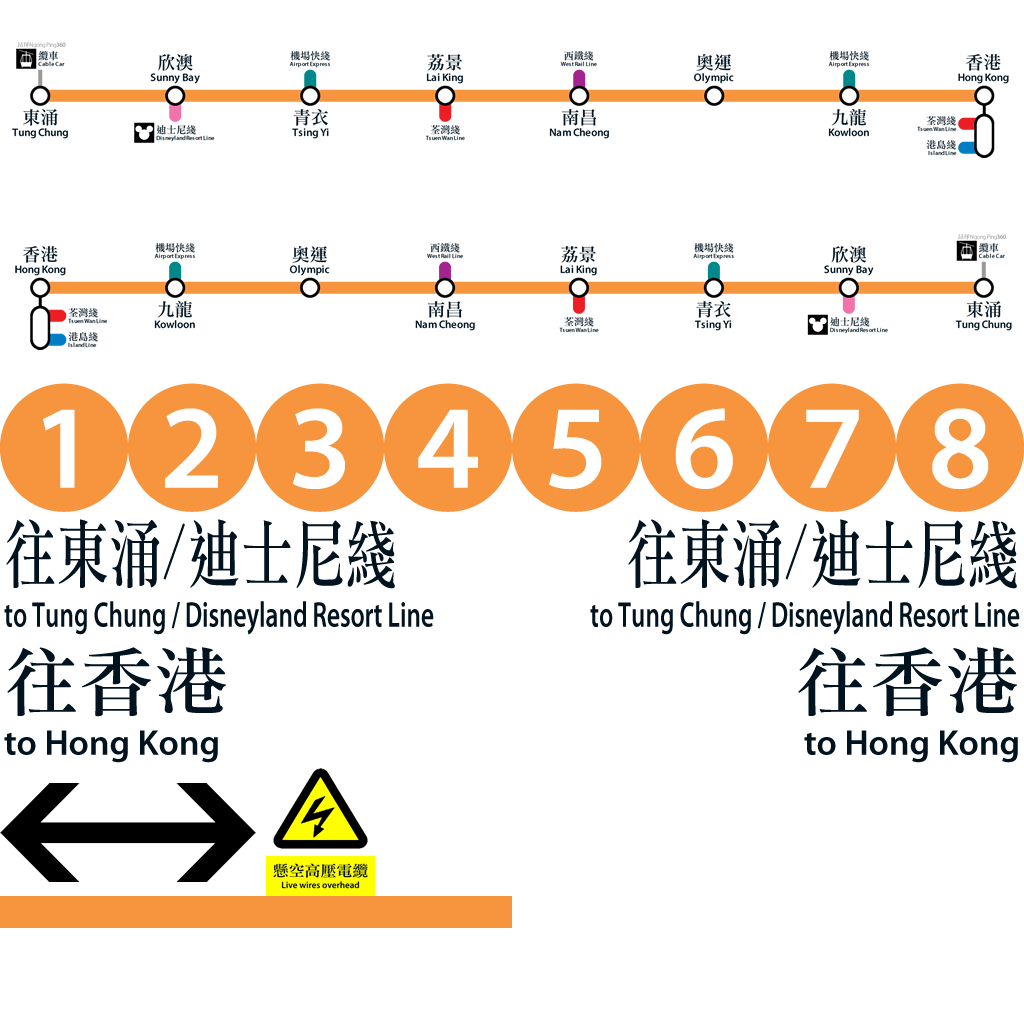 昂坪Ngong Ping360
纜車
Cable Car
欣澳
Sunny Bay
機場快綫
Airport Express
荔景
Lai King
西鐵綫
West Rail Line
奧運
Olympic
機場快綫
Airport Express
香港
Hong Kong
東涌
Tung Chung
迪士尼綫
Disneyland Resort Line
青衣
Tsing Yi
荃灣綫
Tsuen Wan Line
南昌
Nam Cheong
九龍
Kowloon
荃灣綫
Tsuen Wan Line
港島綫
Island Line
香港
Hong Kong
機場快綫
Airport Express
奧運
Olympic
西鐵綫
West Rail Line
荔景
Lai King
機場快綫
Airport Express
欣澳
Sunny Bay
昂坪Ngong Ping360
纜車
Cable Car
荃灣綫
Tsuen Wan Line
港島綫
Island Line
九龍
Kowloon
南昌
Nam Cheong
荃灣綫
Tsuen Wan Line
青衣
Tsing Yi
迪士尼綫
Disneyland Resort Line
東涌
Tung Chung
1 2 3 4 5 6 7 8
往東涌/迪士尼綫
to Tung Chung / Disneyland Resort Line
往東涌/迪士尼綫
to Tung Chung / Disneyland Resort Line
往香港
to Hong Kong
往香港
to Hong Kong
懸空高壓電纜
Live wires overhead